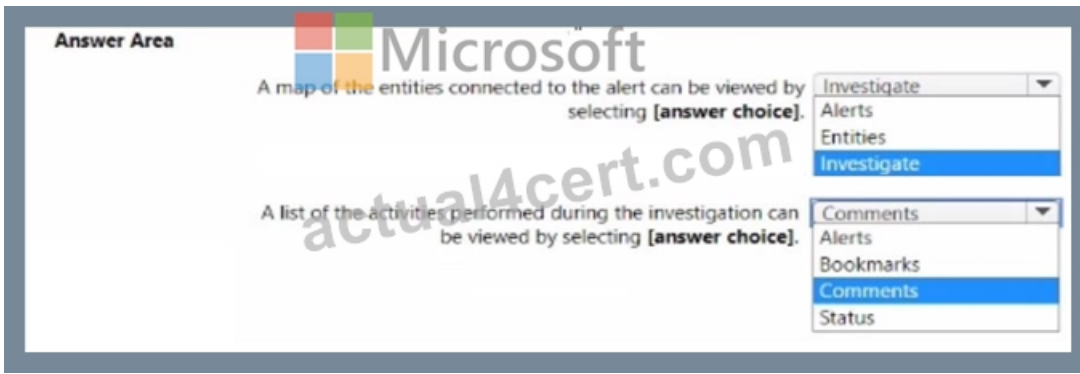 Answer Area
Microsoft
A map of the entities connected to the alert can be viewed by
selecting [answer choice].
Investigate
Alerts
Entities
Investigate
actual4cert.com
A list of the activities performed during the investigation can
be viewed by selecting [answer choice].
Comments
Alerts
Bookmarks
Comments
Status